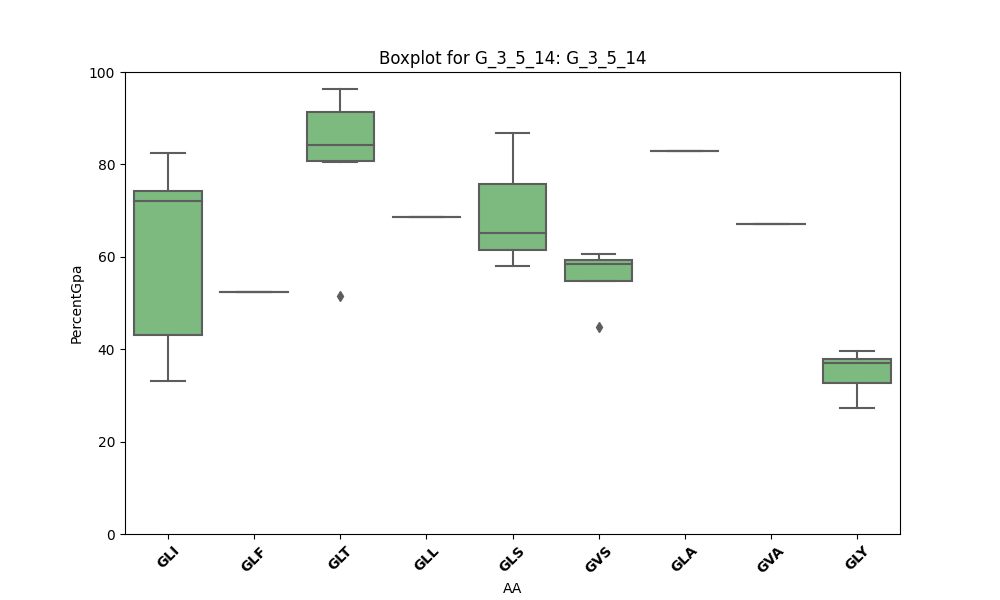 Boxplot for G_3_5_14: G_3_5_14
100
80
60
40
20
0
PercentGpa
GLI
GLF
GLT
GLL
GLS
GVS
GLA
GVA
GLY
AA